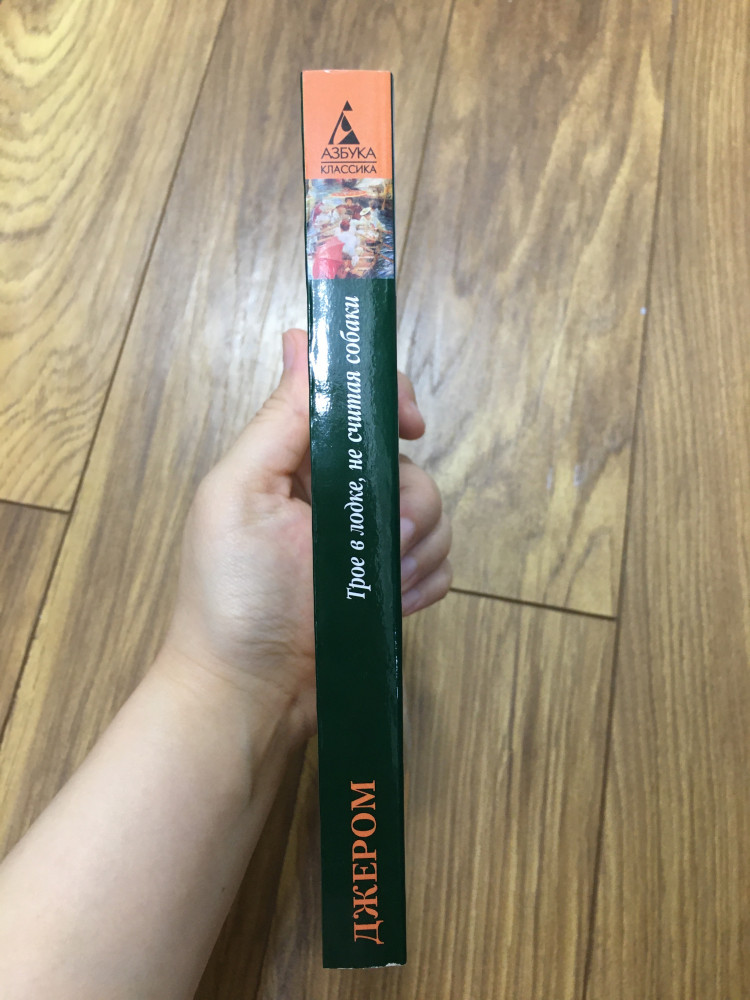 АЗБУКА
КЛАССИКА
Трое в лодке, не считая собаки
ДЖЕРОМ